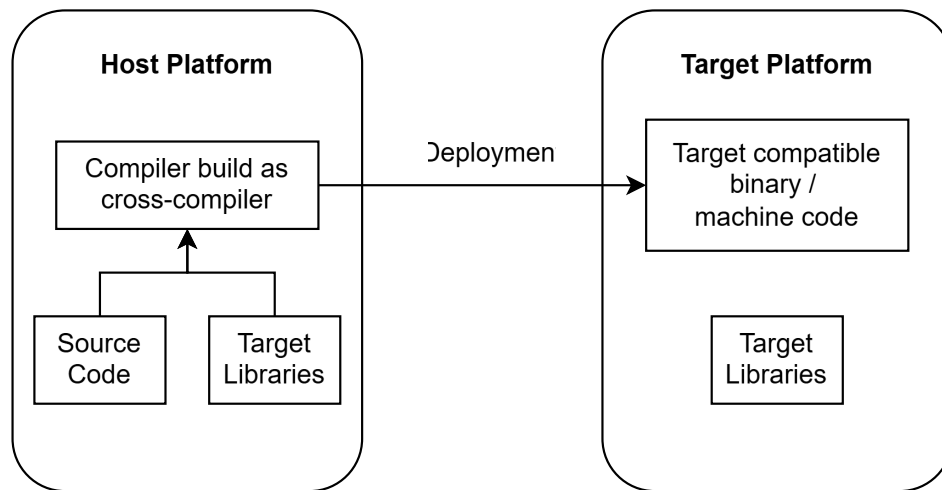 Host Platform
Target Platform
Compiler build as
cross-compiler
Deploymen
Target compatible
binary /
machine code
Source
Code
Target
Libraries
Target
Libraries